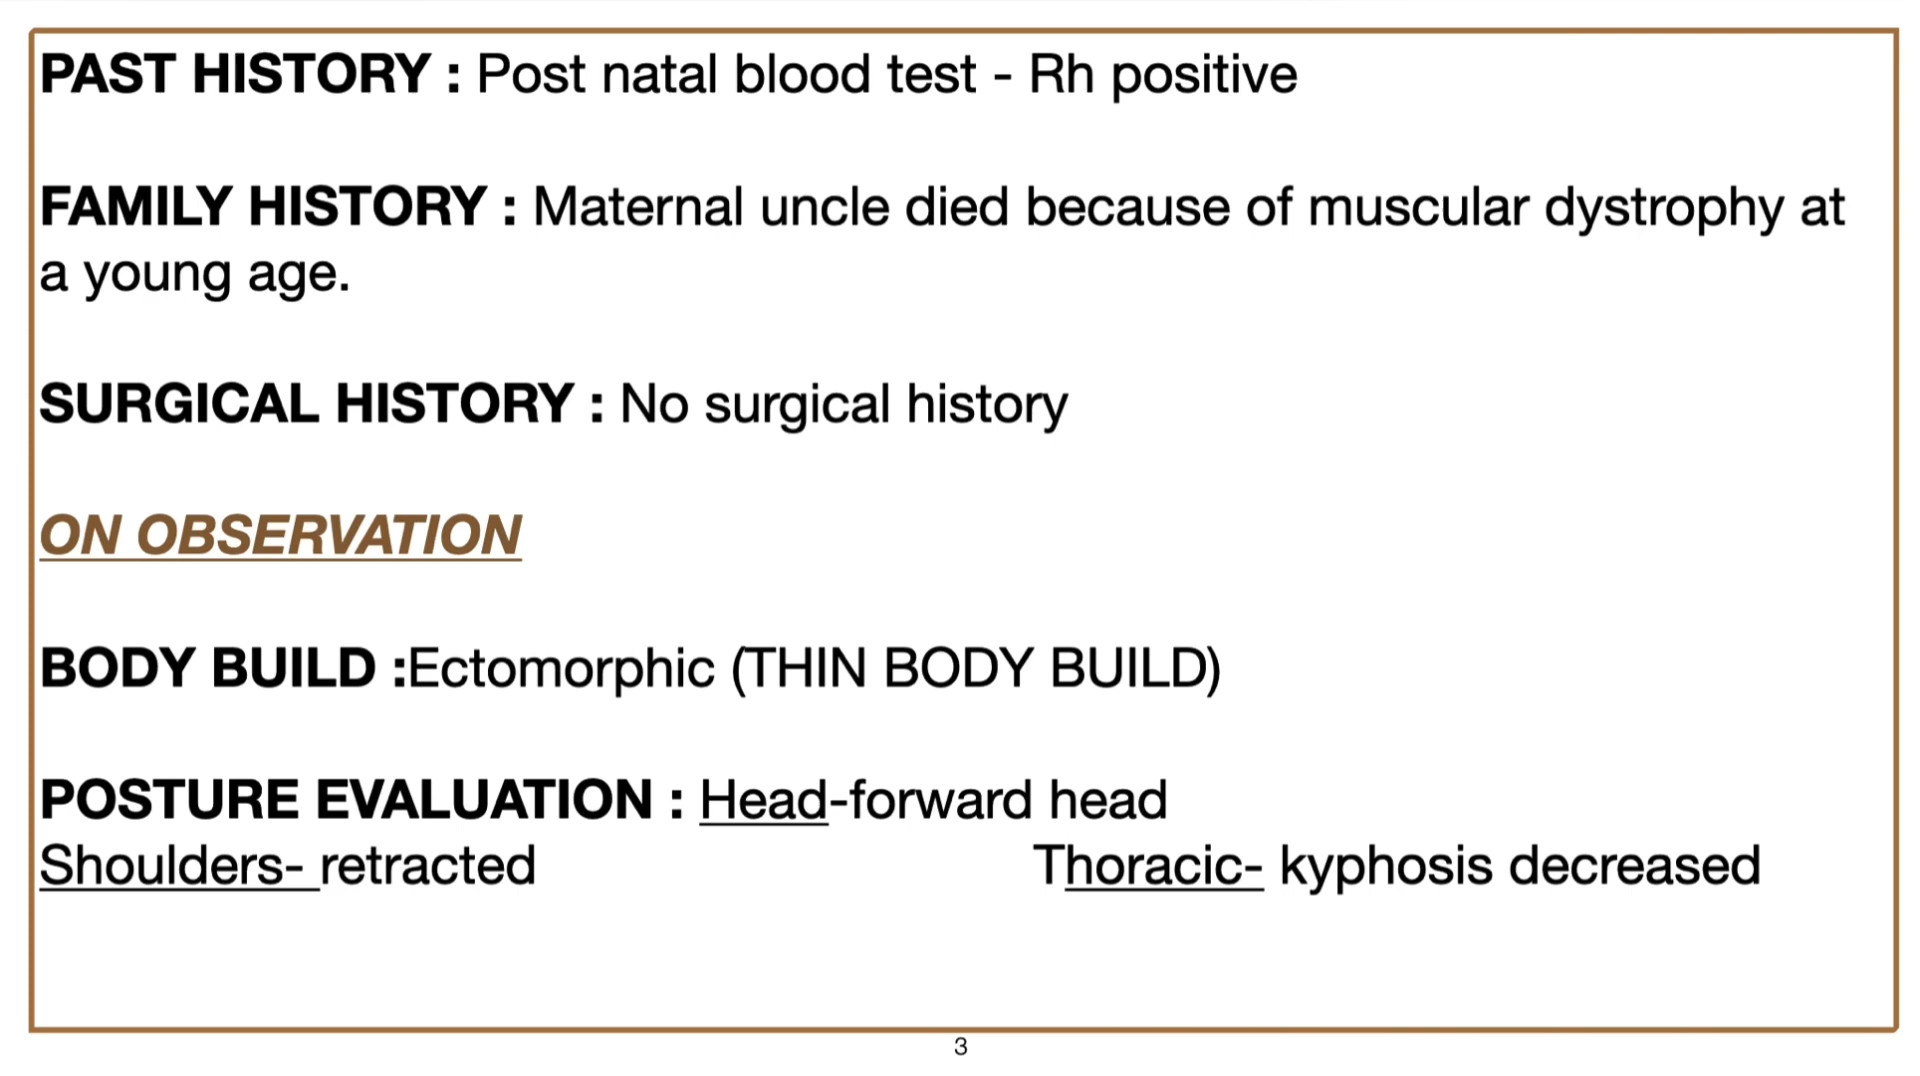 PAST HISTORY : Post natal blood test - Rh positive
FAMILY HISTORY : Maternal uncle died because of muscular dystrophy at
a young age.
SURGICAL HISTORY : No surgical history
ON OBSERVATION
BODY BUILD :Ectomorphic (THIN BODY BUILD)
POSTURE EVALUATION : Head-forward head
Shoulders- retracted Thoracic- kyphosis decreased
3